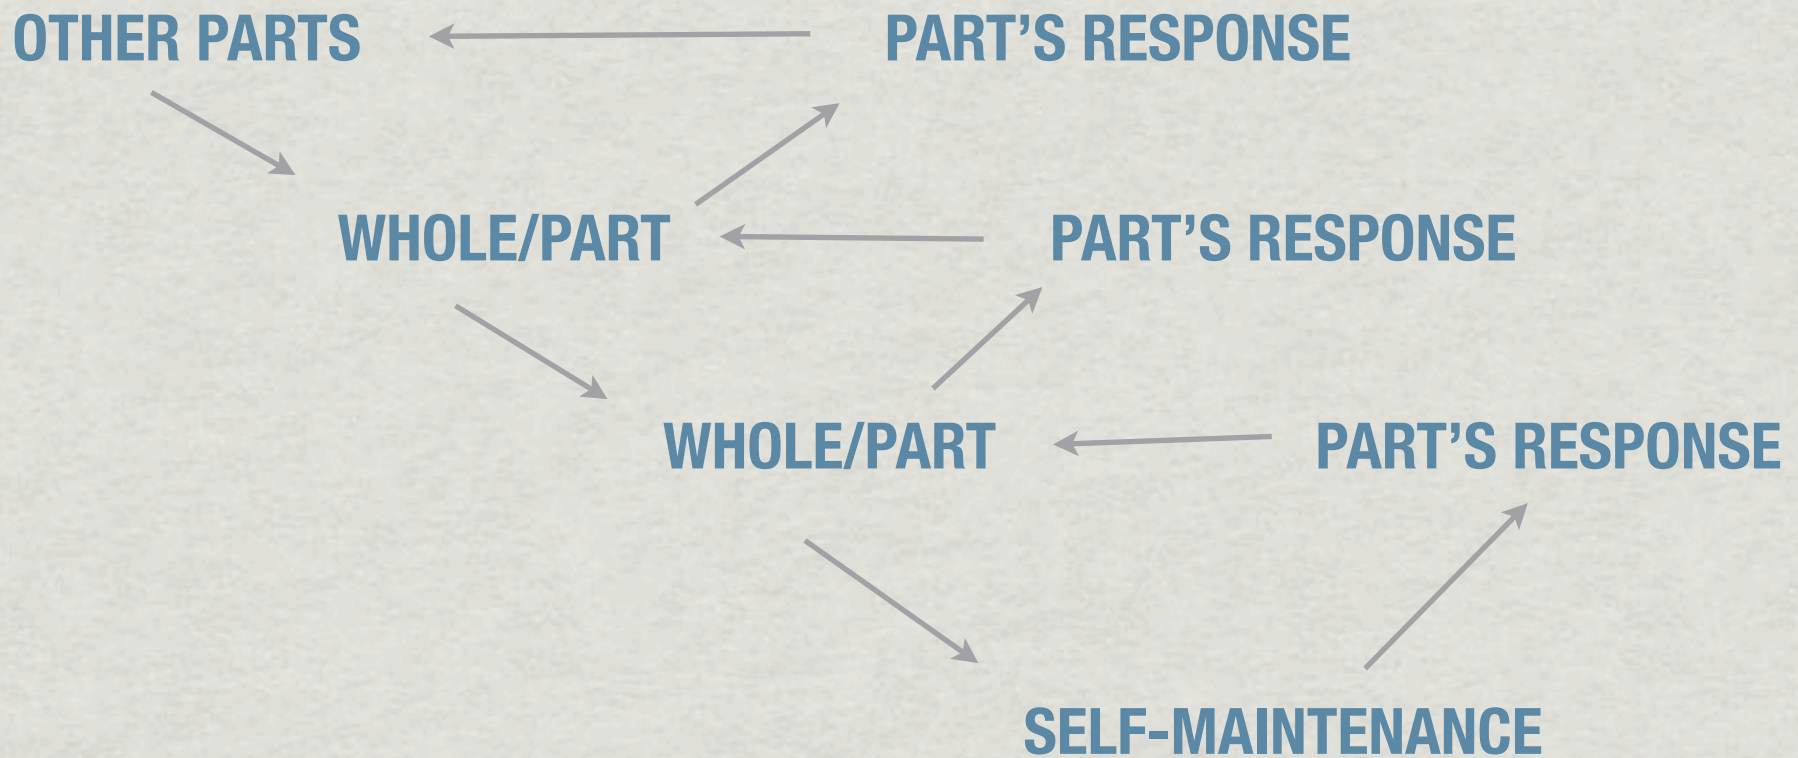 OTHER PARTS
PART’S RESPONSE
WHOLE/PART
PART’S RESPONSE
WHOLE/PART
PART’S RESPONSE
SELF-MAINTENANCE